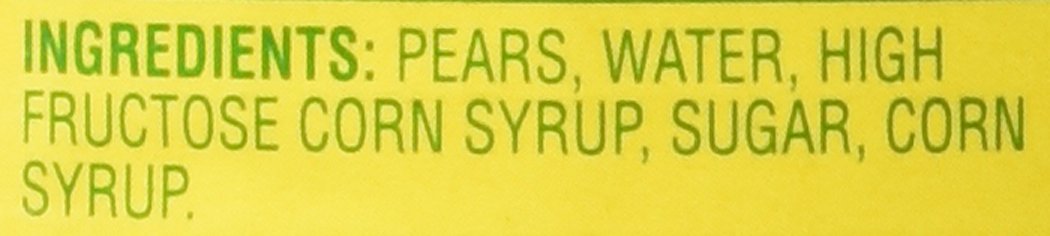 INGREDIENTS: PEARS, WATER, HIGH
FRUCTOSE CORN SYRUP, SUGAR, CORN
SYRUP.